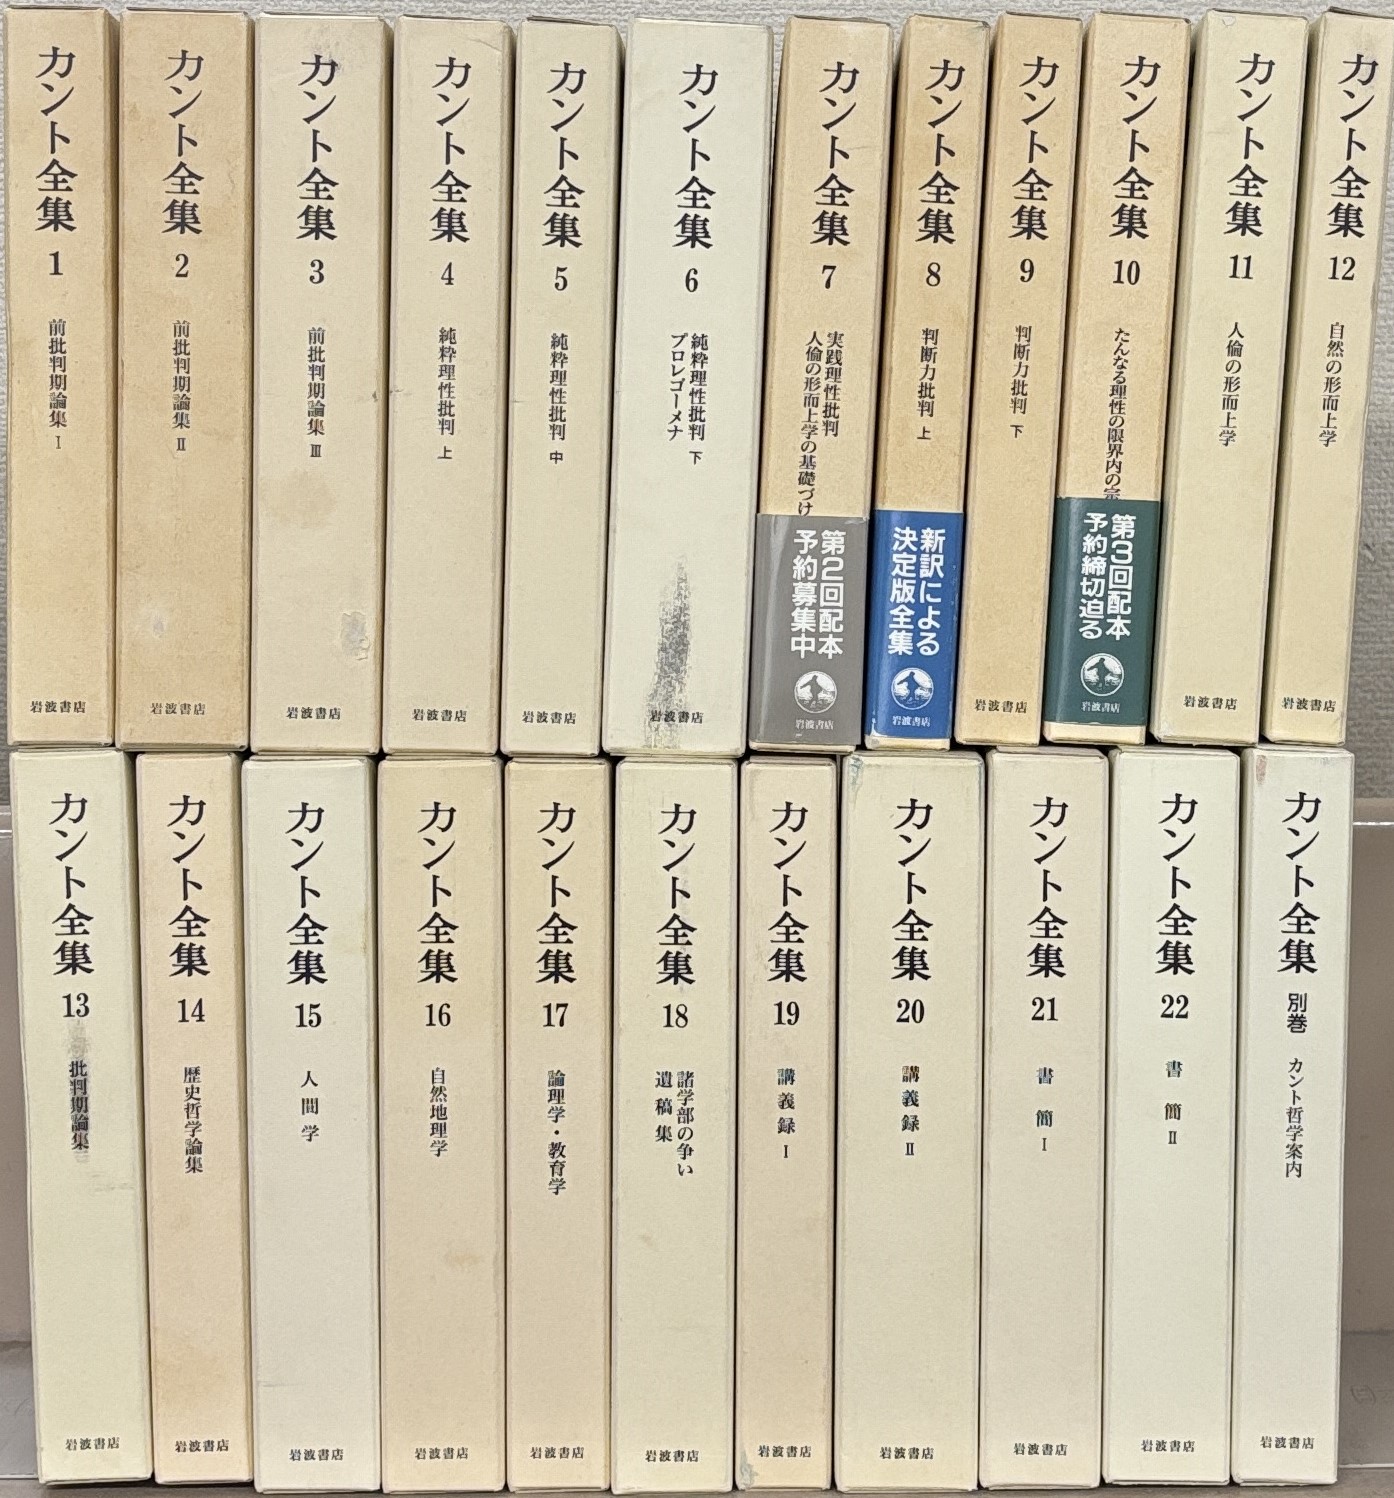 カント全集
1
前批判期論集 Ⅰ
岩波書店
カント全集
2
前批判期論集 Ⅱ
岩波書店
カント全集
3
前批判期論集 Ⅲ
岩波書店
カント全集
4
純粋理性批判 上
岩波書店
カント全集
5
純粋理性批判 中
岩波書店
カント全集
6
純粋理性批判 下
プロレゴーメナ
岩波書店
カント全集
7
実践理性批判
人倫の形而上学の基礎づけ
第2回配本
予約募集中
岩波書店
カント全集
8
判断力批判 上
新訳による
決定版全集
岩波書店
カント全集
9
判断力批判 下
岩波書店
カント全集
10
たんなる理性の限界内の
第3回配本
予約締切迫る
岩波書店
カント全集
11
人倫の形而上学
岩波書店
カント全集
12
自然の形而上学
岩波書店
カント全集
13
批判期論集
岩波書店
カント全集
14
歴史哲学論集
岩波書店
カント全集
15
人間学
岩波書店
カント全集
16
自然地理学
岩波書店
カント全集
17
論理学・教育学
岩波書店
カント全集
18
諸学部の争い
遺稿集
岩波書店
カント全集
19
講義録 Ⅰ
岩波書店
カント全集
20
講義録 Ⅱ
岩波書店
カント全集
21
書簡 Ⅰ
岩波書店
カント全集
22
書簡 Ⅱ
岩波書店
カント全集
別巻
カント哲学案内
岩波書店